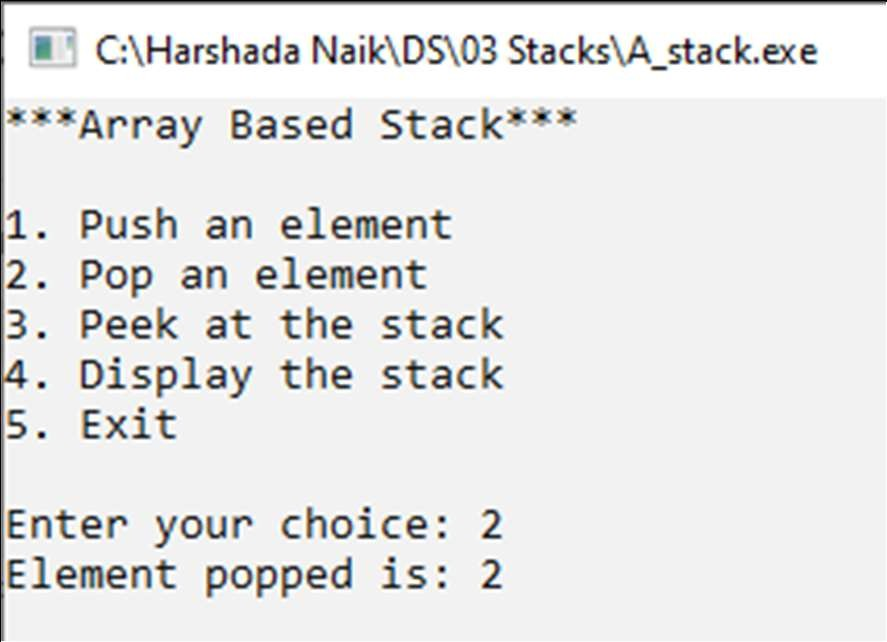 C:\Harshada Naik\DS\03 Stacks\A_stack.exe
***Array Based Stack***
1. Push an element
2. Pop an element
3. Peek at the stack
4. Display the stack
5. Exit
Enter your choice: 2
Element popped is: 2